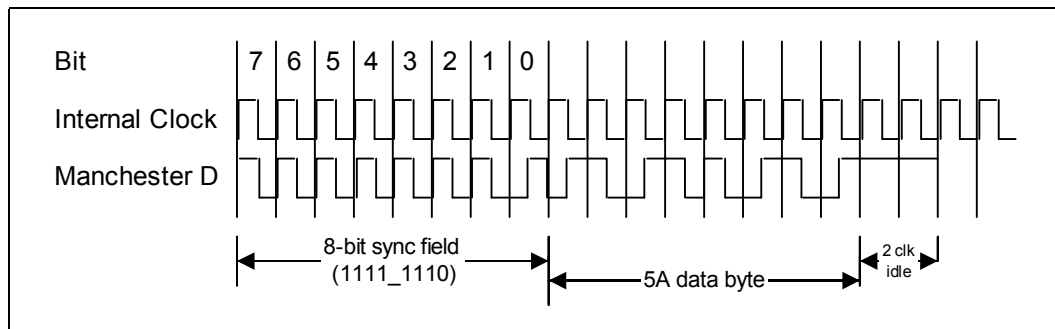 Bit 7 6 5 4 3 2 1 0
Internal Clock
Manchester D
8-bit sync field
(1111_1110)
5A data byte
2 clk
idle